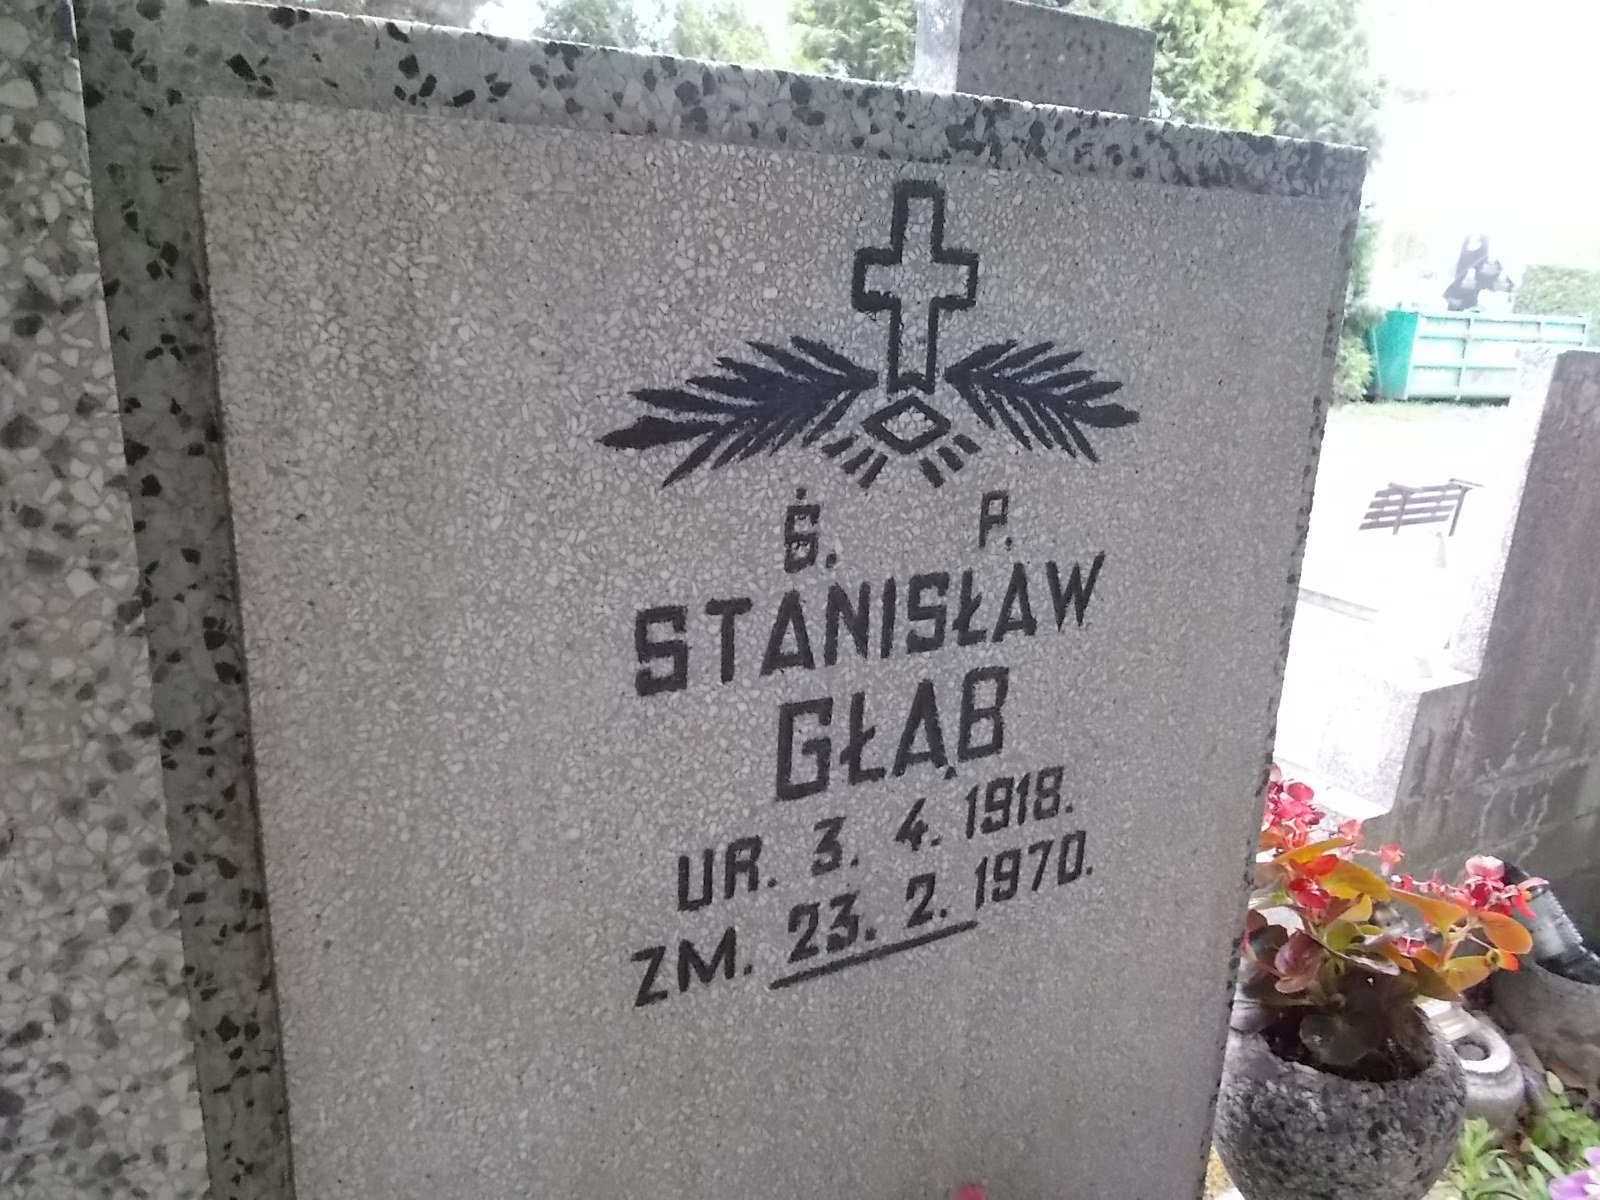 Ś. P.
STANISŁAW
GŁĄB
UR. 3. 4. 1918.
ZM. 23. 2. 1970.